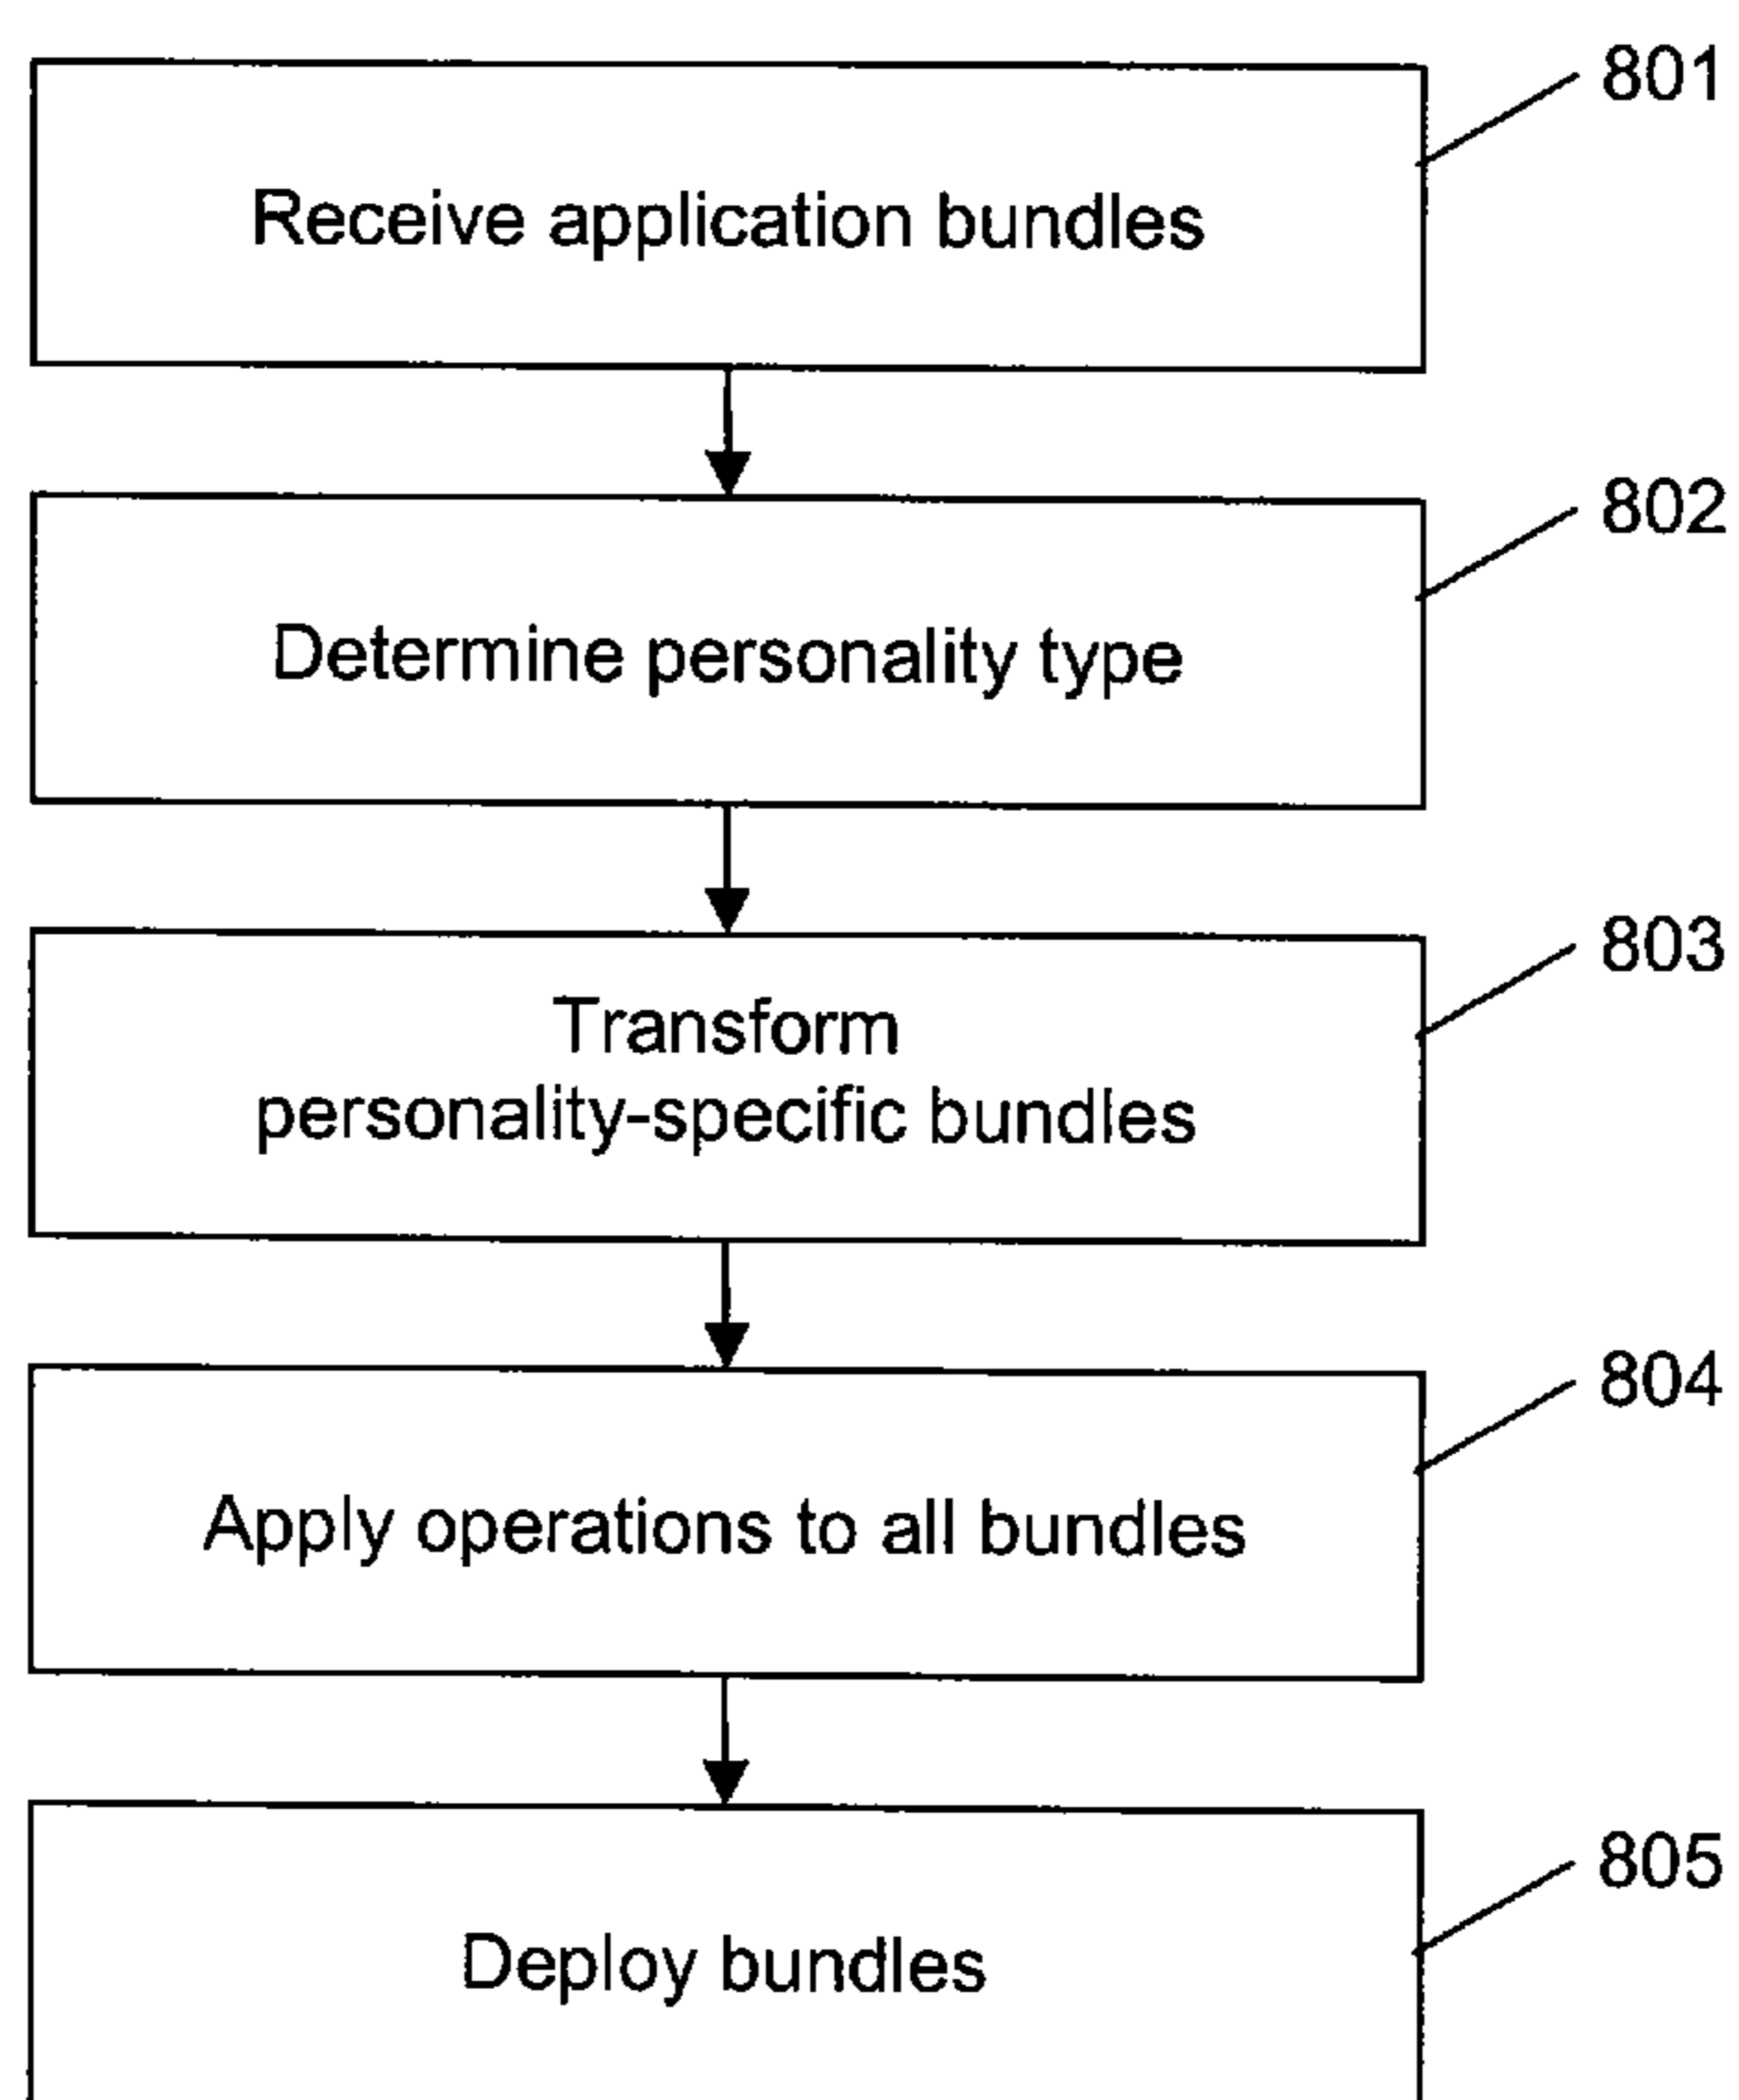 801
Receive application bundles
802
Determine personality type
803
Transform
personality-specific bundles
804
Apply operations to all bundles
805
Deploy bundles